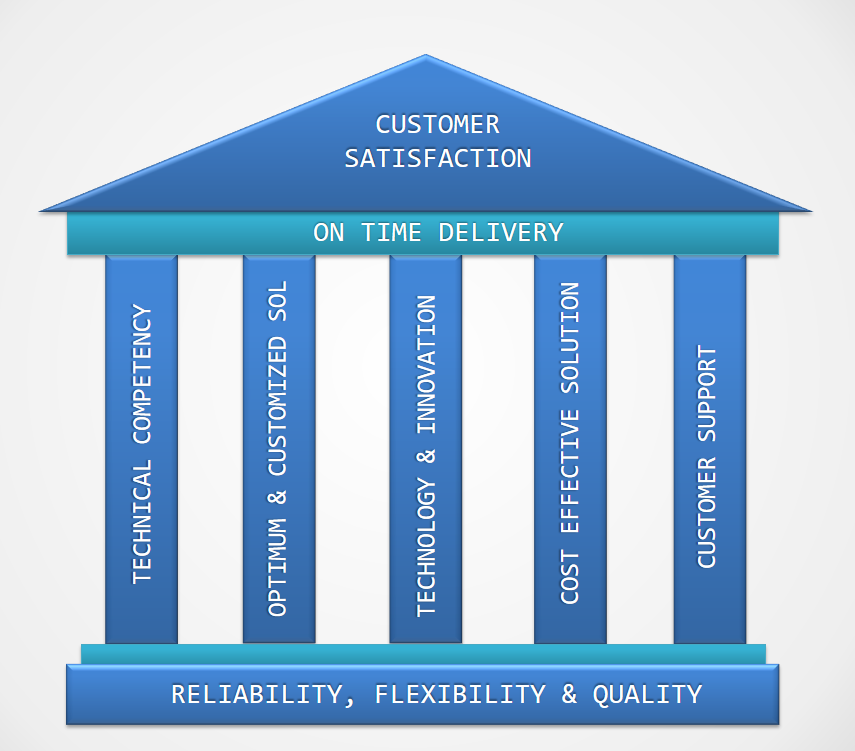 CUSTOMER
SATISFACTION
ON TIME DELIVERY
TECHNICAL COMPETENCY
OPTIMUM & CUSTOMIZED SOL
TECHNOLOGY & INNOVATION
COST EFFECTIVE SOLUTION
CUSTOMER SUPPORT
RELIABILITY, FLEXIBILITY & QUALITY